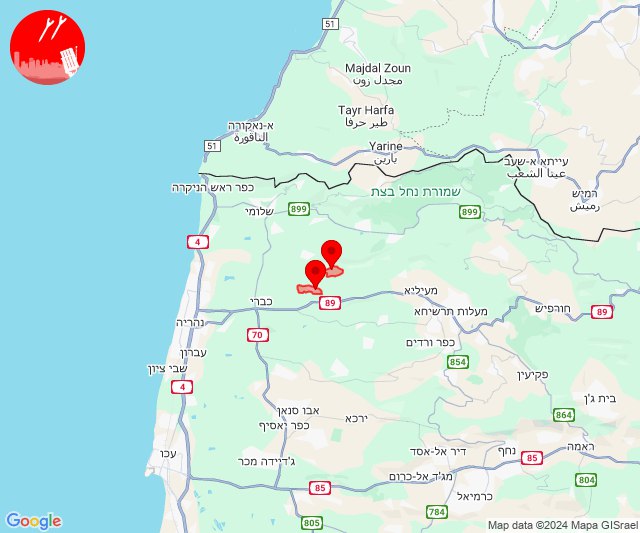 51
Majdal Zoun
مجدل زون
Tayr Harfa
طير حرفا
א-נאקורה
الناقورة
51
Yarine
يارين
עייתא א-שעב
عيتا الشعب
כפר ראש הניקרה
שמורת נחל בצת
רמיש
رميش
שלומי
899
899
4
מעיליא
כברי
89
מעלות תרשיחא
חורפיש
89
נהריה
70
כפר ורדים
עברון
854
שבי ציון
פקיעין
4
בית ג'ן
אבו סנאן
ירכא
864
כפר יאסיף
ראמה
דיר אל-אסד
נחף
עכו
ג'דיידה מכר
85
804
מג'ד אל-כרום
85
כרמיאל
784
805
Google
Map data ©2024 Mapa GISrael